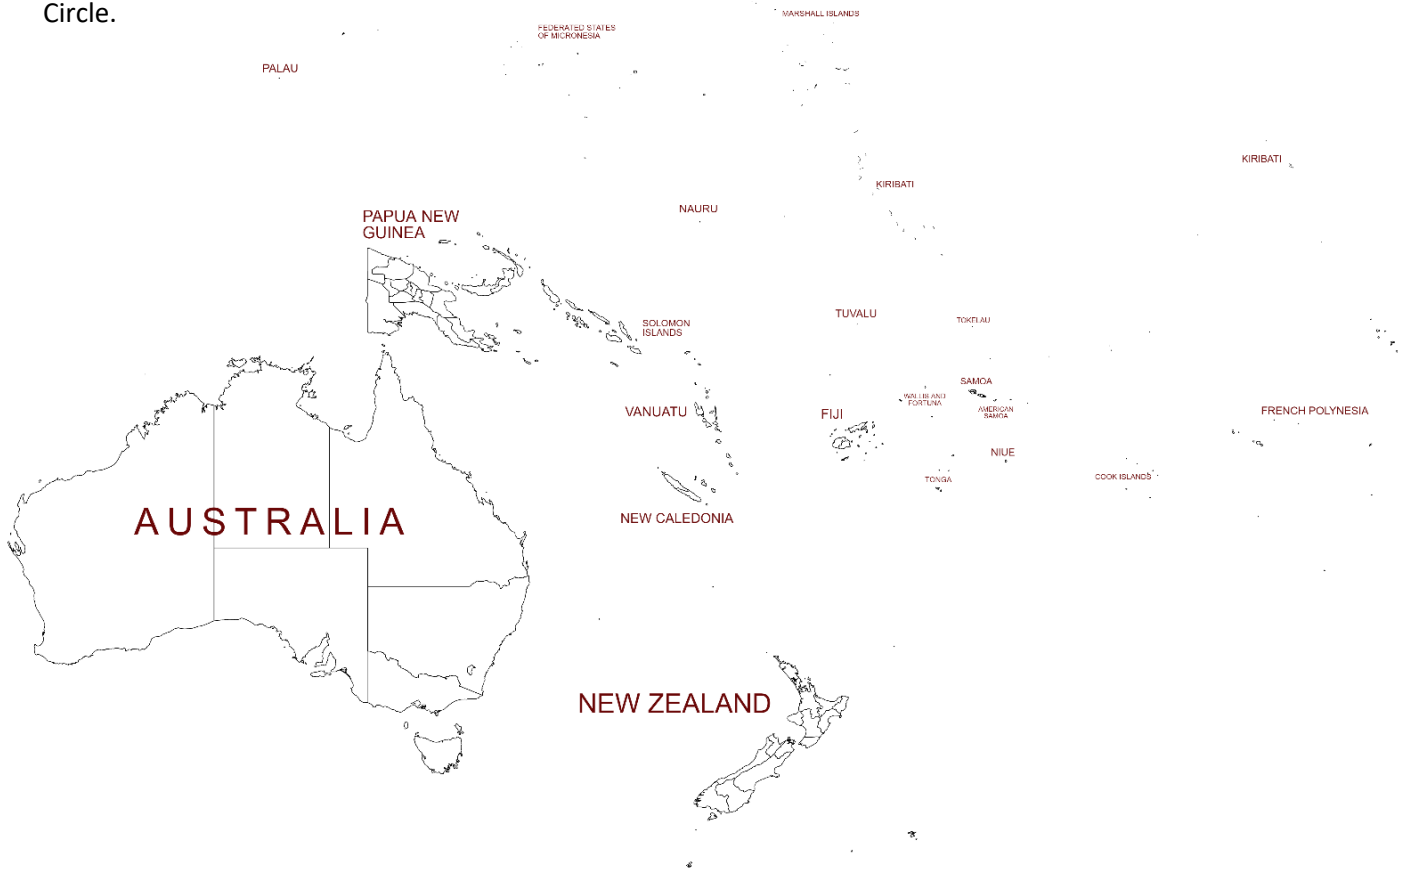 Circle.
MARSHALL ISLANDS
FEDERATED STATES
OF MICRONESIA
PALAU
KIRIBATI
KIRIBATI
NAURU
PAPUA NEW
GUINEA
TUVALU
TOKELAU
SOLOMON
ISLANDS
SAMOA
WALLIS AND
FORTUNA
AMERICAN
SAMOA
VANUATU
FIJI
FRENCH POLYNESIA
NIUE
TONGA
COOK ISLANDS
AUSTRALIA
NEW CALEDONIA
NEW ZEALAND